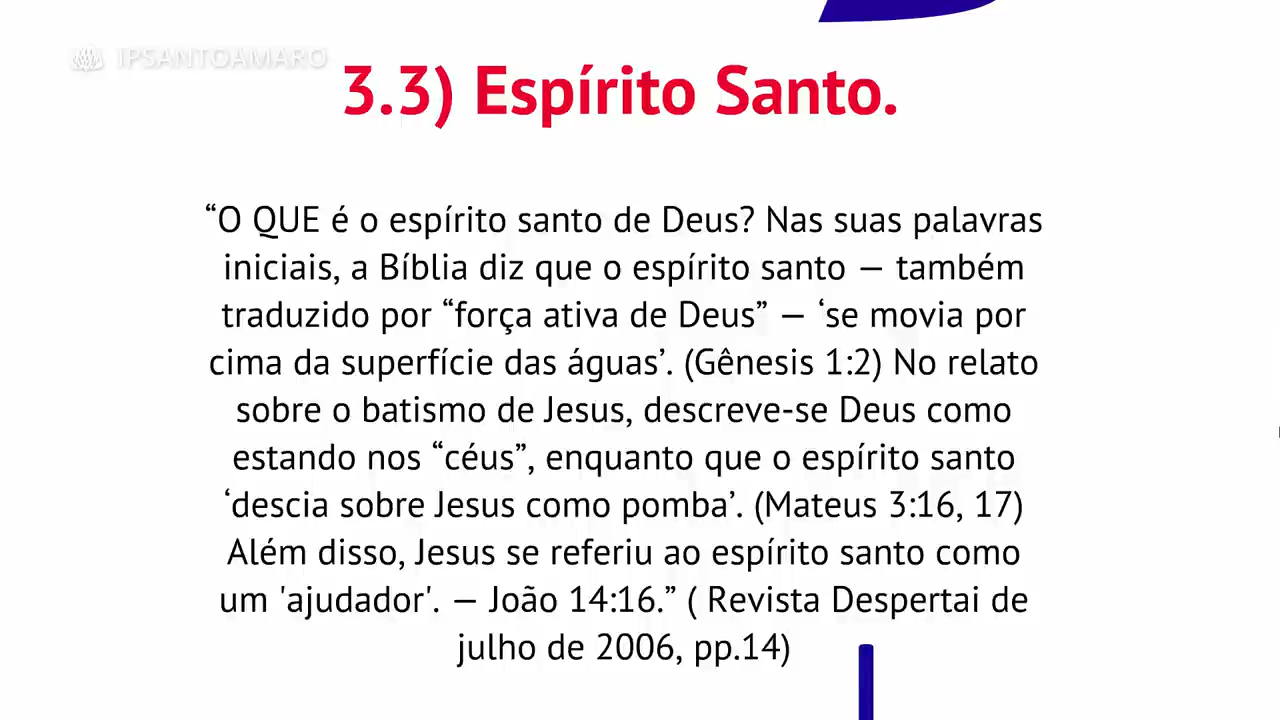 IPSANTOAMARO
3.3) Espírito Santo.
“O QUE é o espírito santo de Deus? Nas suas palavras
iniciais, a Bíblia diz que o espírito santo — também
traduzido por “força ativa de Deus” — ‘se movia por
cima da superfície das águas’. (Gênesis 1:2) No relato
sobre o batismo de Jesus, descreve-se Deus como
estando nos “céus”, enquanto que o espírito santo
‘descia sobre Jesus como pomba’. (Mateus 3:16, 17)
Além disso, Jesus se referiu ao espírito santo como
um 'ajudador'. — João 14:16.” ( Revista Despertai de
julho de 2006, pp.14)